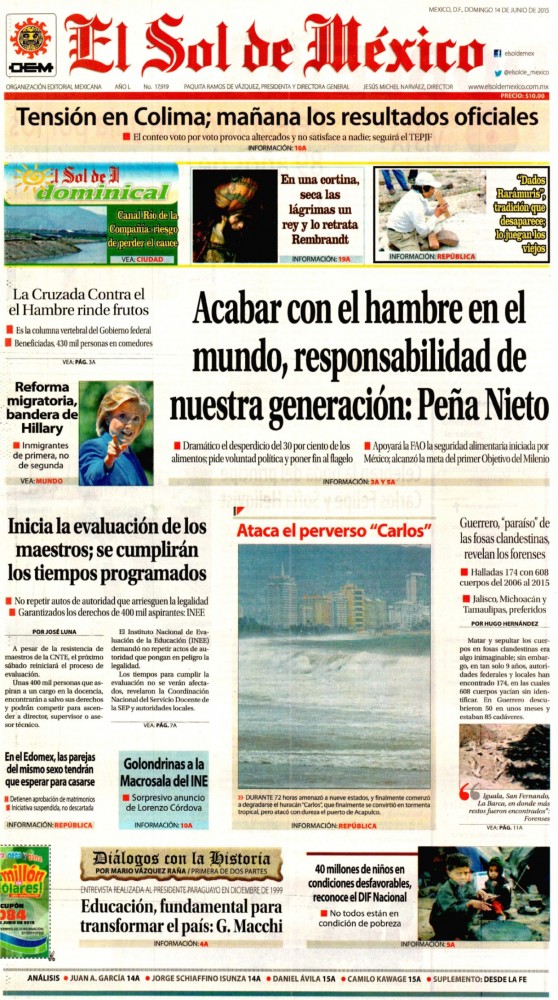 MEXICO, D.F., DOMINGO 14 DE JUNIO DE 2015
OEM
El Sol de México
elsoldemex
@elsolde_mexico
ORGANIZACIÓN EDITORIAL MEXICANA
AÑO L
No. 17,919
PAQUITA RAMOS DE VÁZQUEZ, PRESIDENTA Y DIRECTORA GENERAL
JESÚS MICHEL NARVÁEZ, DIRECTOR
www.elsoldemexico.com.mx
PRECIO: $10.00
Tensión en Colima; mañana los resultados oficiales
El conteo voto por voto provoca altercados y no satisface a nadie; seguirá el TEPJF
INFORMACIÓN: 10A
El Sol de M
dominical
Canal Río de la
Compañía: riesgo
de perder el cauce
VEA: CIUDAD
En una cortina,
seca las
lágrimas un
rey y lo retrata
Rembrandt
INFORMACIÓN: 19A
"Dados
Rarámuris",
tradición que
desaparece;
lo juegan los
viejos
INFORMACIÓN: REPÚBLICA
La Cruzada Contra el
el Hambre rinde frutos
Es la columna vertebral del Gobierno federal
Beneficiadas, 430 mil personas en comedores
VEA: PÁG. 3A
Reforma
migratoria,
bandera de
Hillary
Inmigrantes
de primera, no
de segunda
VEA: MUNDO
Acabar con el hambre en el
mundo, responsabilidad de
nuestra generación: Peña Nieto
Dramático el desperdicio del 30 por ciento de los
alimentos; pide voluntad política y poner fin al flagelo
Apoyará la FAO la seguridad alimentaria iniciada por
México; alcanzó la meta del primer Objetivo del Milenio
INFORMACIÓN: 3A Y 5A
Inicia la evaluación de los
maestros; se cumplirán
los tiempos programados
No repetir autos de autoridad que arriesguen la legalidad
Garantizados los derechos de 400 mil aspirantes: INEE
POR JOSÉ LUNA
A pesar de la resistencia de
maestros de la CNTE, el próximo
sábado reiniciará el proceso de
evaluación.
Unas 400 mil personas que aspiran
a un cargo en la docencia,
encontrarán a salvo sus derechos
y podrán competir para ascender
a director, supervisor o asesor
técnico.
El Instituto Nacional de Evaluación
de la Educación (INEE)
demandó no repetir actos de autoridad
que pongan en peligro la
legalidad.
Los tiempos para cumplir la
evaluación no se verán afectados,
revelaron la Coordinación
Nacional del Servicio Docente de
la SEP y autoridades locales.
VEA: PÁG. 7A
Ataca el perverso "Carlos"
DURANTE 72 horas amenazó a nueve estados, y finalmente comenzó
a degradarse el huracán "Carlos", que finalmente se convirtió en tormenta
tropical, pero atacó con dureza el puerto de Acapulco.
Guerrero, "paraíso" de
las fosas clandestinas,
revelan los forenses
Halladas 174 con 608
cuerpos del 2006 al 2015
Jalisco, Michoacán y
Tamaulipas, preferidos
POR HUGO HERNÁNDEZ
Matar y sepultar los cuerpos
en fosas clandestinas era
algo inimaginable; sin embargo,
en tan solo 9 años, autoridades
federales y locales han
encontrado 174, en las cuales
608 cuerpos yacían sin identificar.
En Guerrero descubrieron
50 en unos meses y
estaban 85 cadáveres.
Iguala, San Fernando,
La Barca, en donde más
restos fueron encontrados":
Forenses
VEA: PÁG. 11A
En el Edomex, las parejas
del mismo sexo tendrán
que esperar para casarse
Detienen aprobación de matrimonios
Iniciativa suspendida, no descartada
INFORMACIÓN: REPÚBLICA
Golondrinas a la
Macrosala del INE
Sorpresivo anuncio
de Lorenzo Córdova
INFORMACIÓN: 10A
millón
olares!
CUPÓN
084
Diálogos con la Historia
POR MARIO VÁZQUEZ RAÑA / PRIMERA DE DOS PARTES
ENTREVISTA REALIZADA AL PRESIDENTE PARAGUAYO EN DICIEMBRE DE 1999
Educación, fundamental para
transformar el país: G. Macchi
INFORMACIÓN: 4A
40 millones de niños en
condiciones desfavorables,
reconoce el DIF Nacional
No todos están en
condición de pobreza
INFORMACIÓN: 5A
ANÁLISIS • JUAN A. GARCÍA 14A • JORGE SCHIAFFINO ISUNZA 14A • DANIEL ÁVILA 15A • CAMILO KAWAGE 15A • SUPLEMENTO: DESDE LA FE